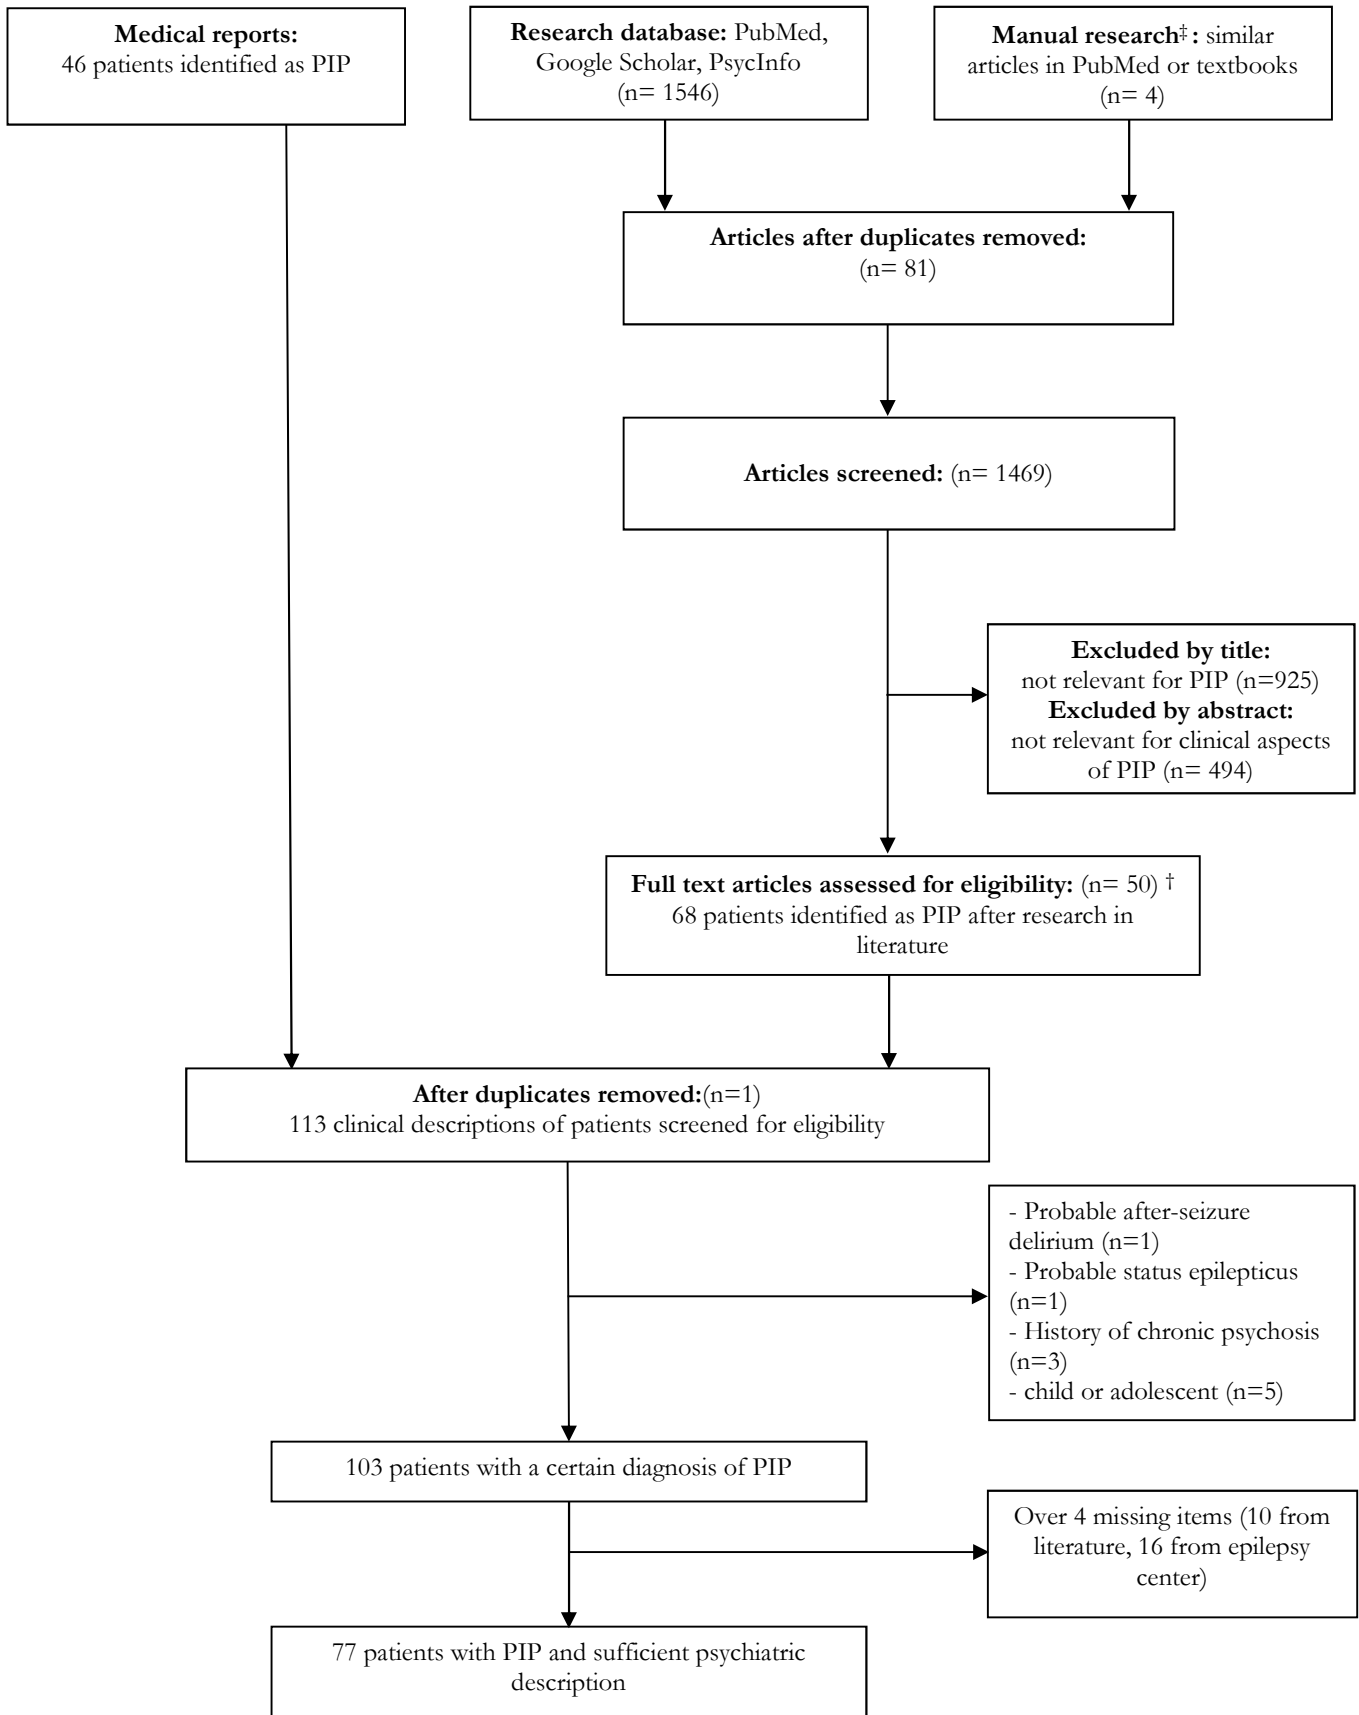 Medical reports:
46 patients identified as PIP
Research database: PubMed,
Google Scholar, PsycInfo
(n= 1546)
Manual research‡ : similar
articles in PubMed or textbooks
(n= 4)
Articles after duplicates removed:
(n= 81)
Articles screened: (n= 1469)
Excluded by title:
not relevant for PIP (n=925)
Excluded by abstract:
not relevant for clinical aspects
of PIP (n= 494)
Full text articles assessed for eligibility: (n= 50) †
68 patients identified as PIP after research in
literature
After duplicates removed:(n=1)
113 clinical descriptions of patients screened for eligibility
- Probable after-seizure
delirium (n=1)
- Probable status epilepticus
(n=1)
- History of chronic psychosis
(n=3)
- child or adolescent (n=5)
103 patients with a certain diagnosis of PIP
Over 4 missing items (10 from
literature, 16 from epilepsy
center)
77 patients with PIP and sufficient psychiatric
description